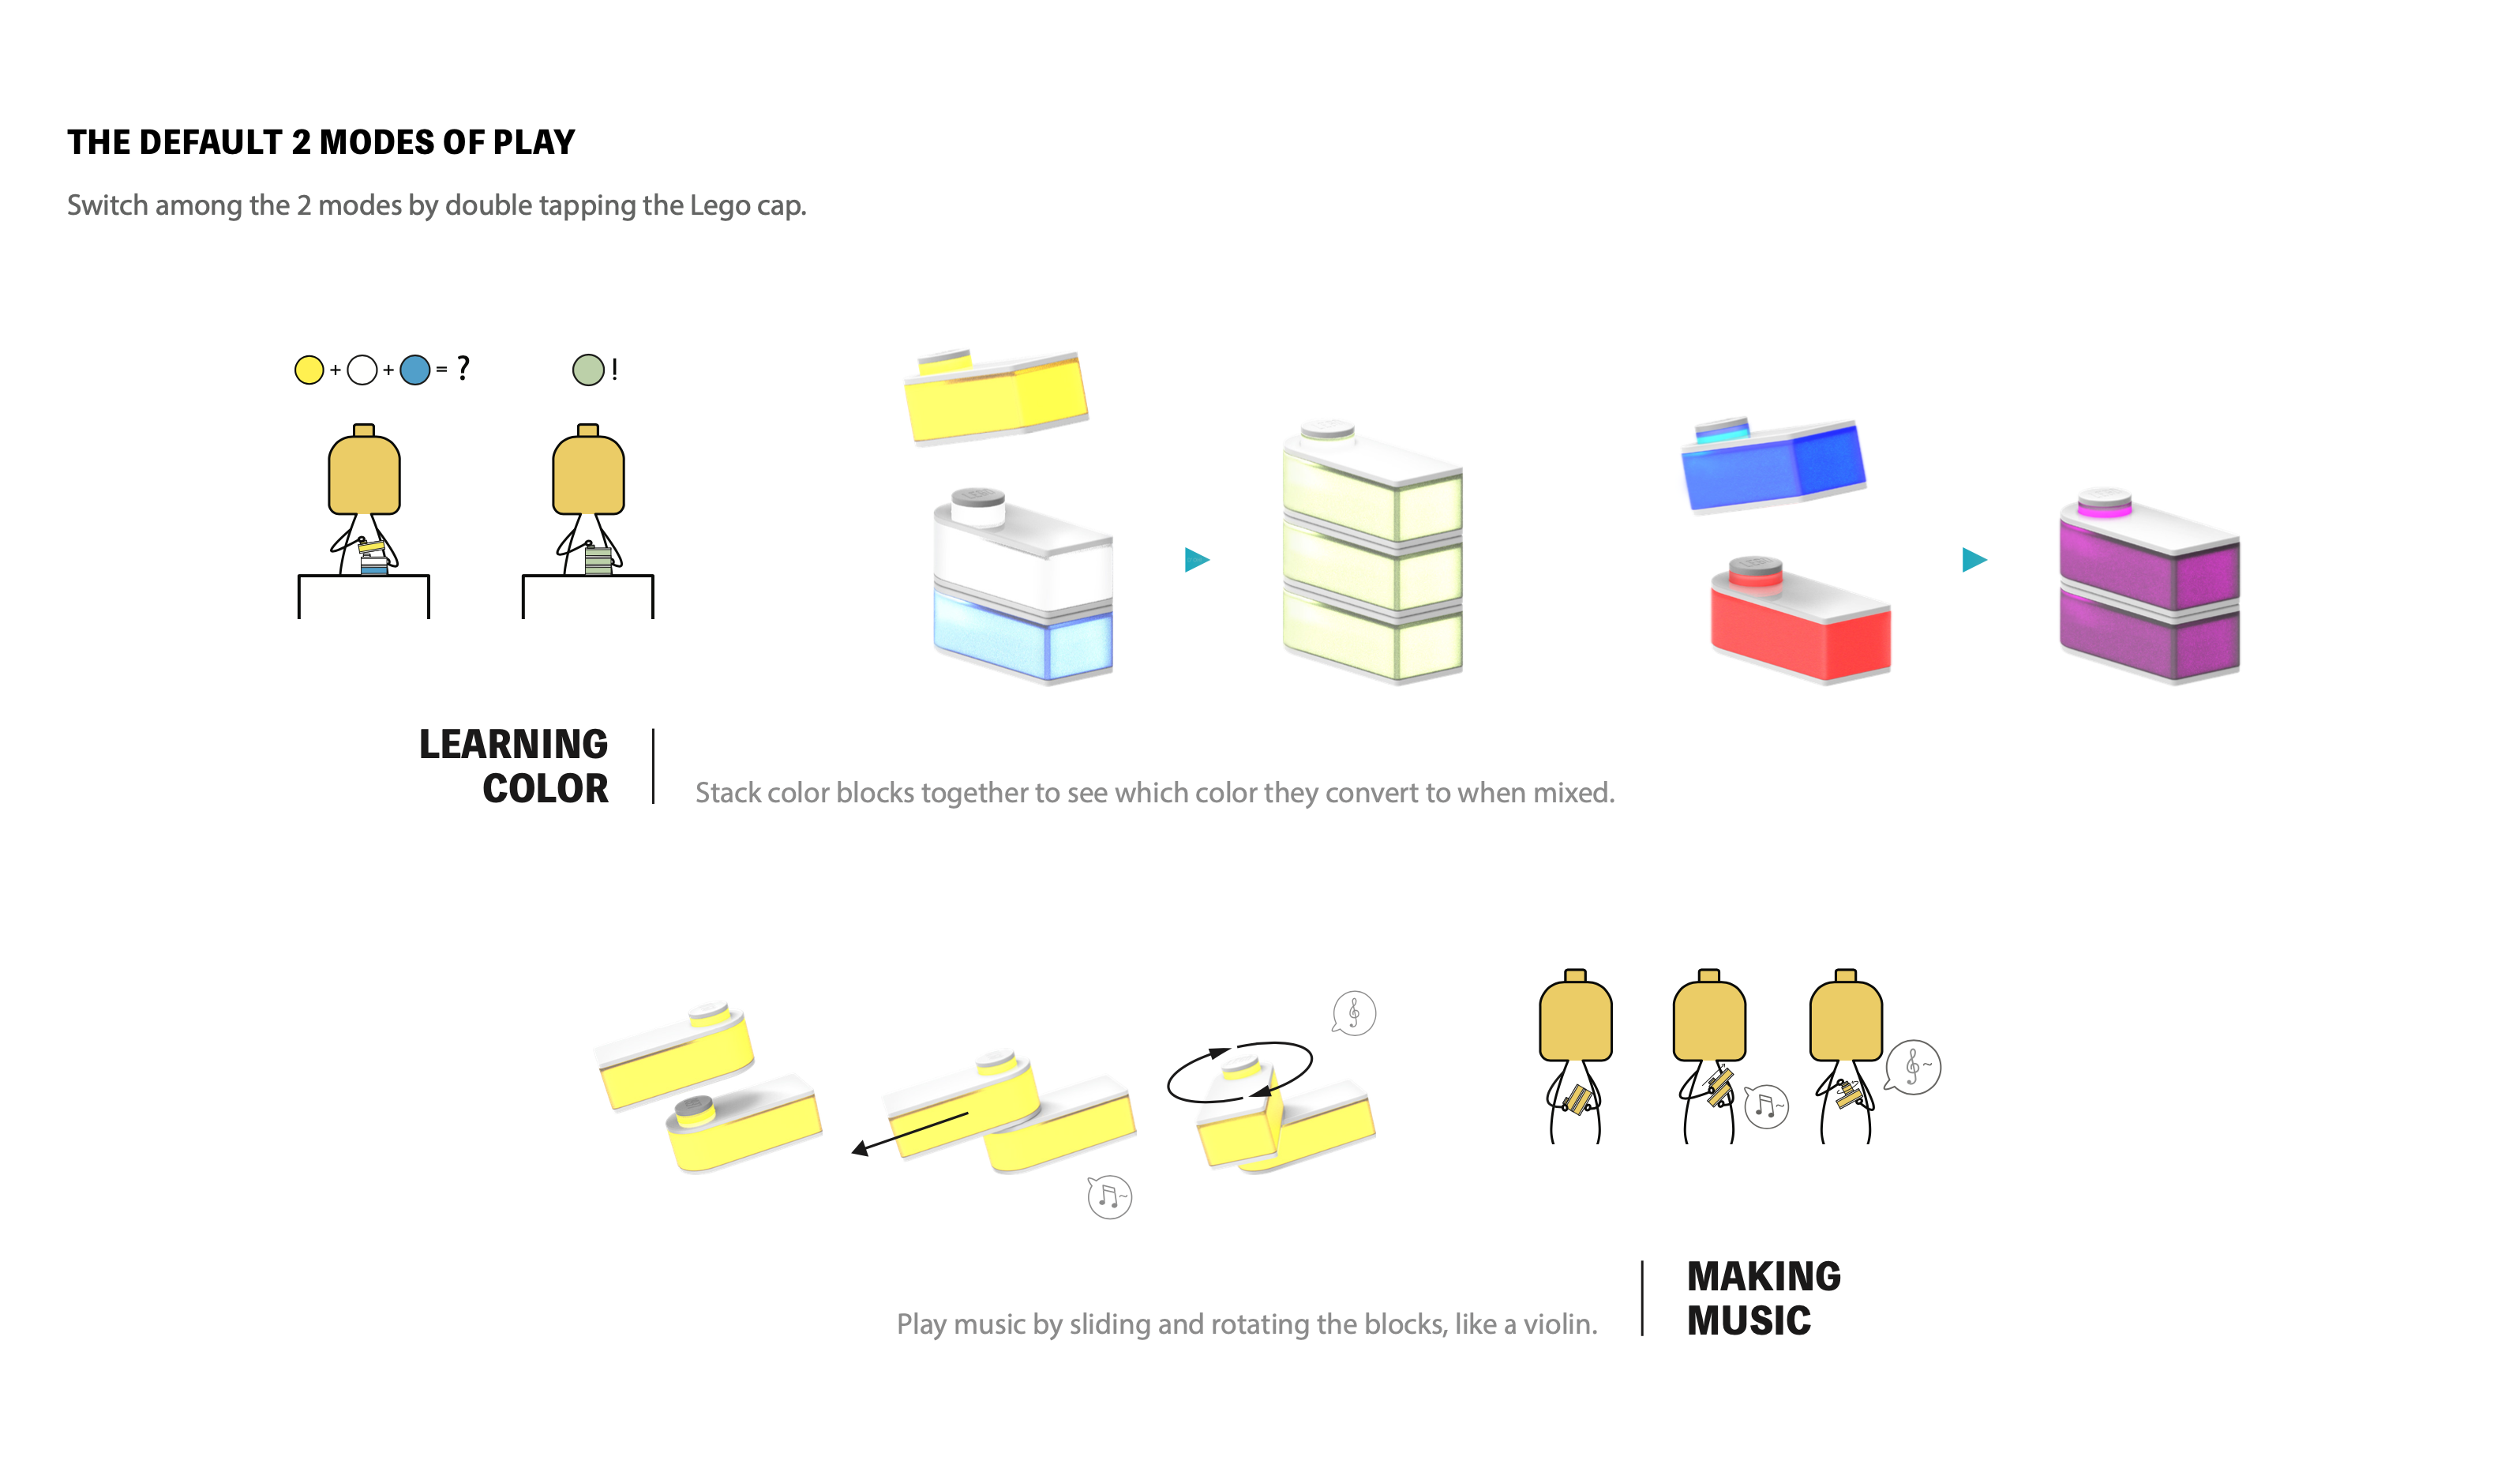 THE DEFAULT 2 MODES OF PLAY
Switch among the 2 modes by double tapping the Lego cap.
+ + = ?
!
LEARNING
COLOR
Stack color blocks together to see which color they convert to when mixed.
Play music by sliding and rotating the blocks, like a violin.
MAKING
MUSIC